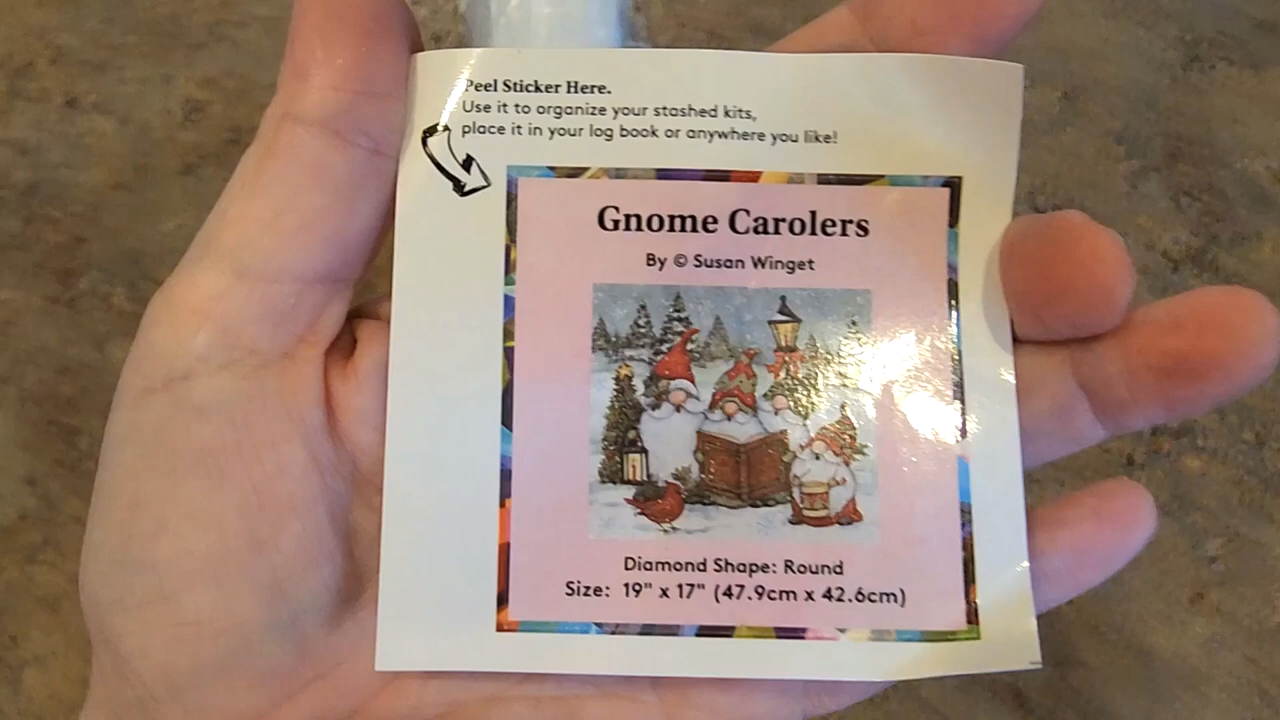 Peel Sticker Here.
Use it to organize your stashed kits,
place it in your log book or anywhere you like!
Gnome Carolers
By © Susan Winget
Diamond Shape: Round
Size: 19" x 17" (47.9cm x 42.6cm)